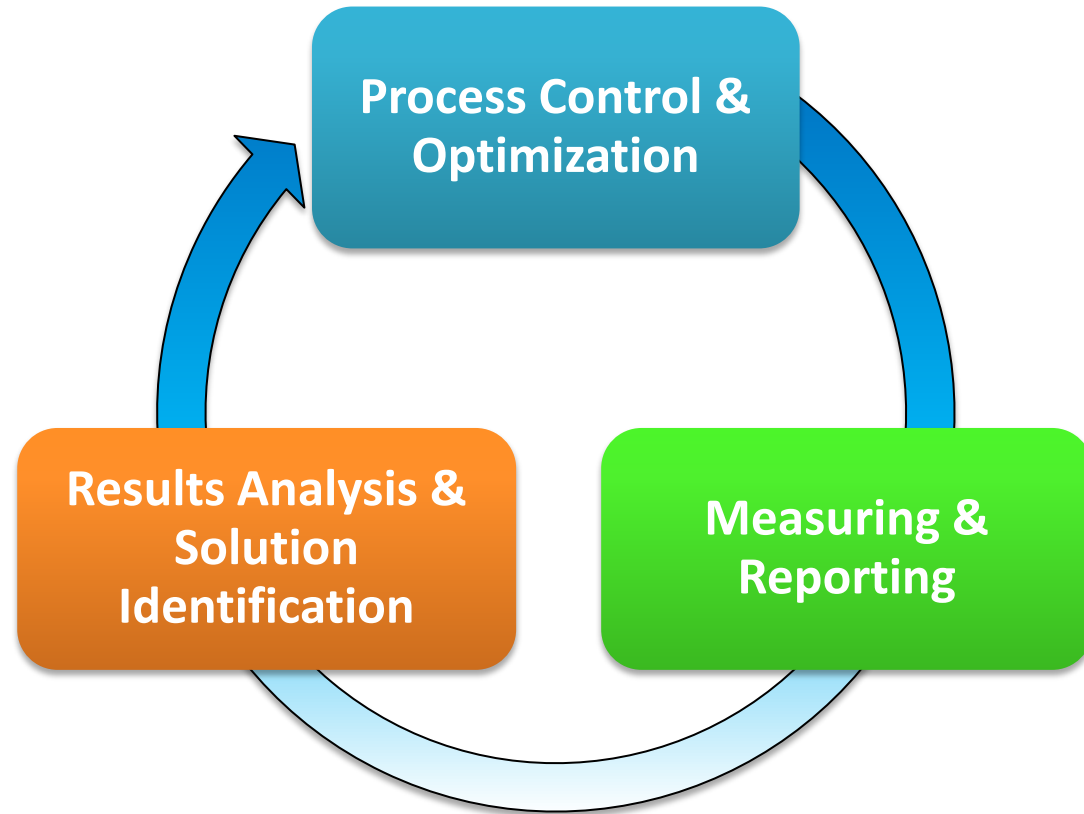 Process Control &
Optimization
Measuring &
Reporting
Results Analysis &
Solution
Identification